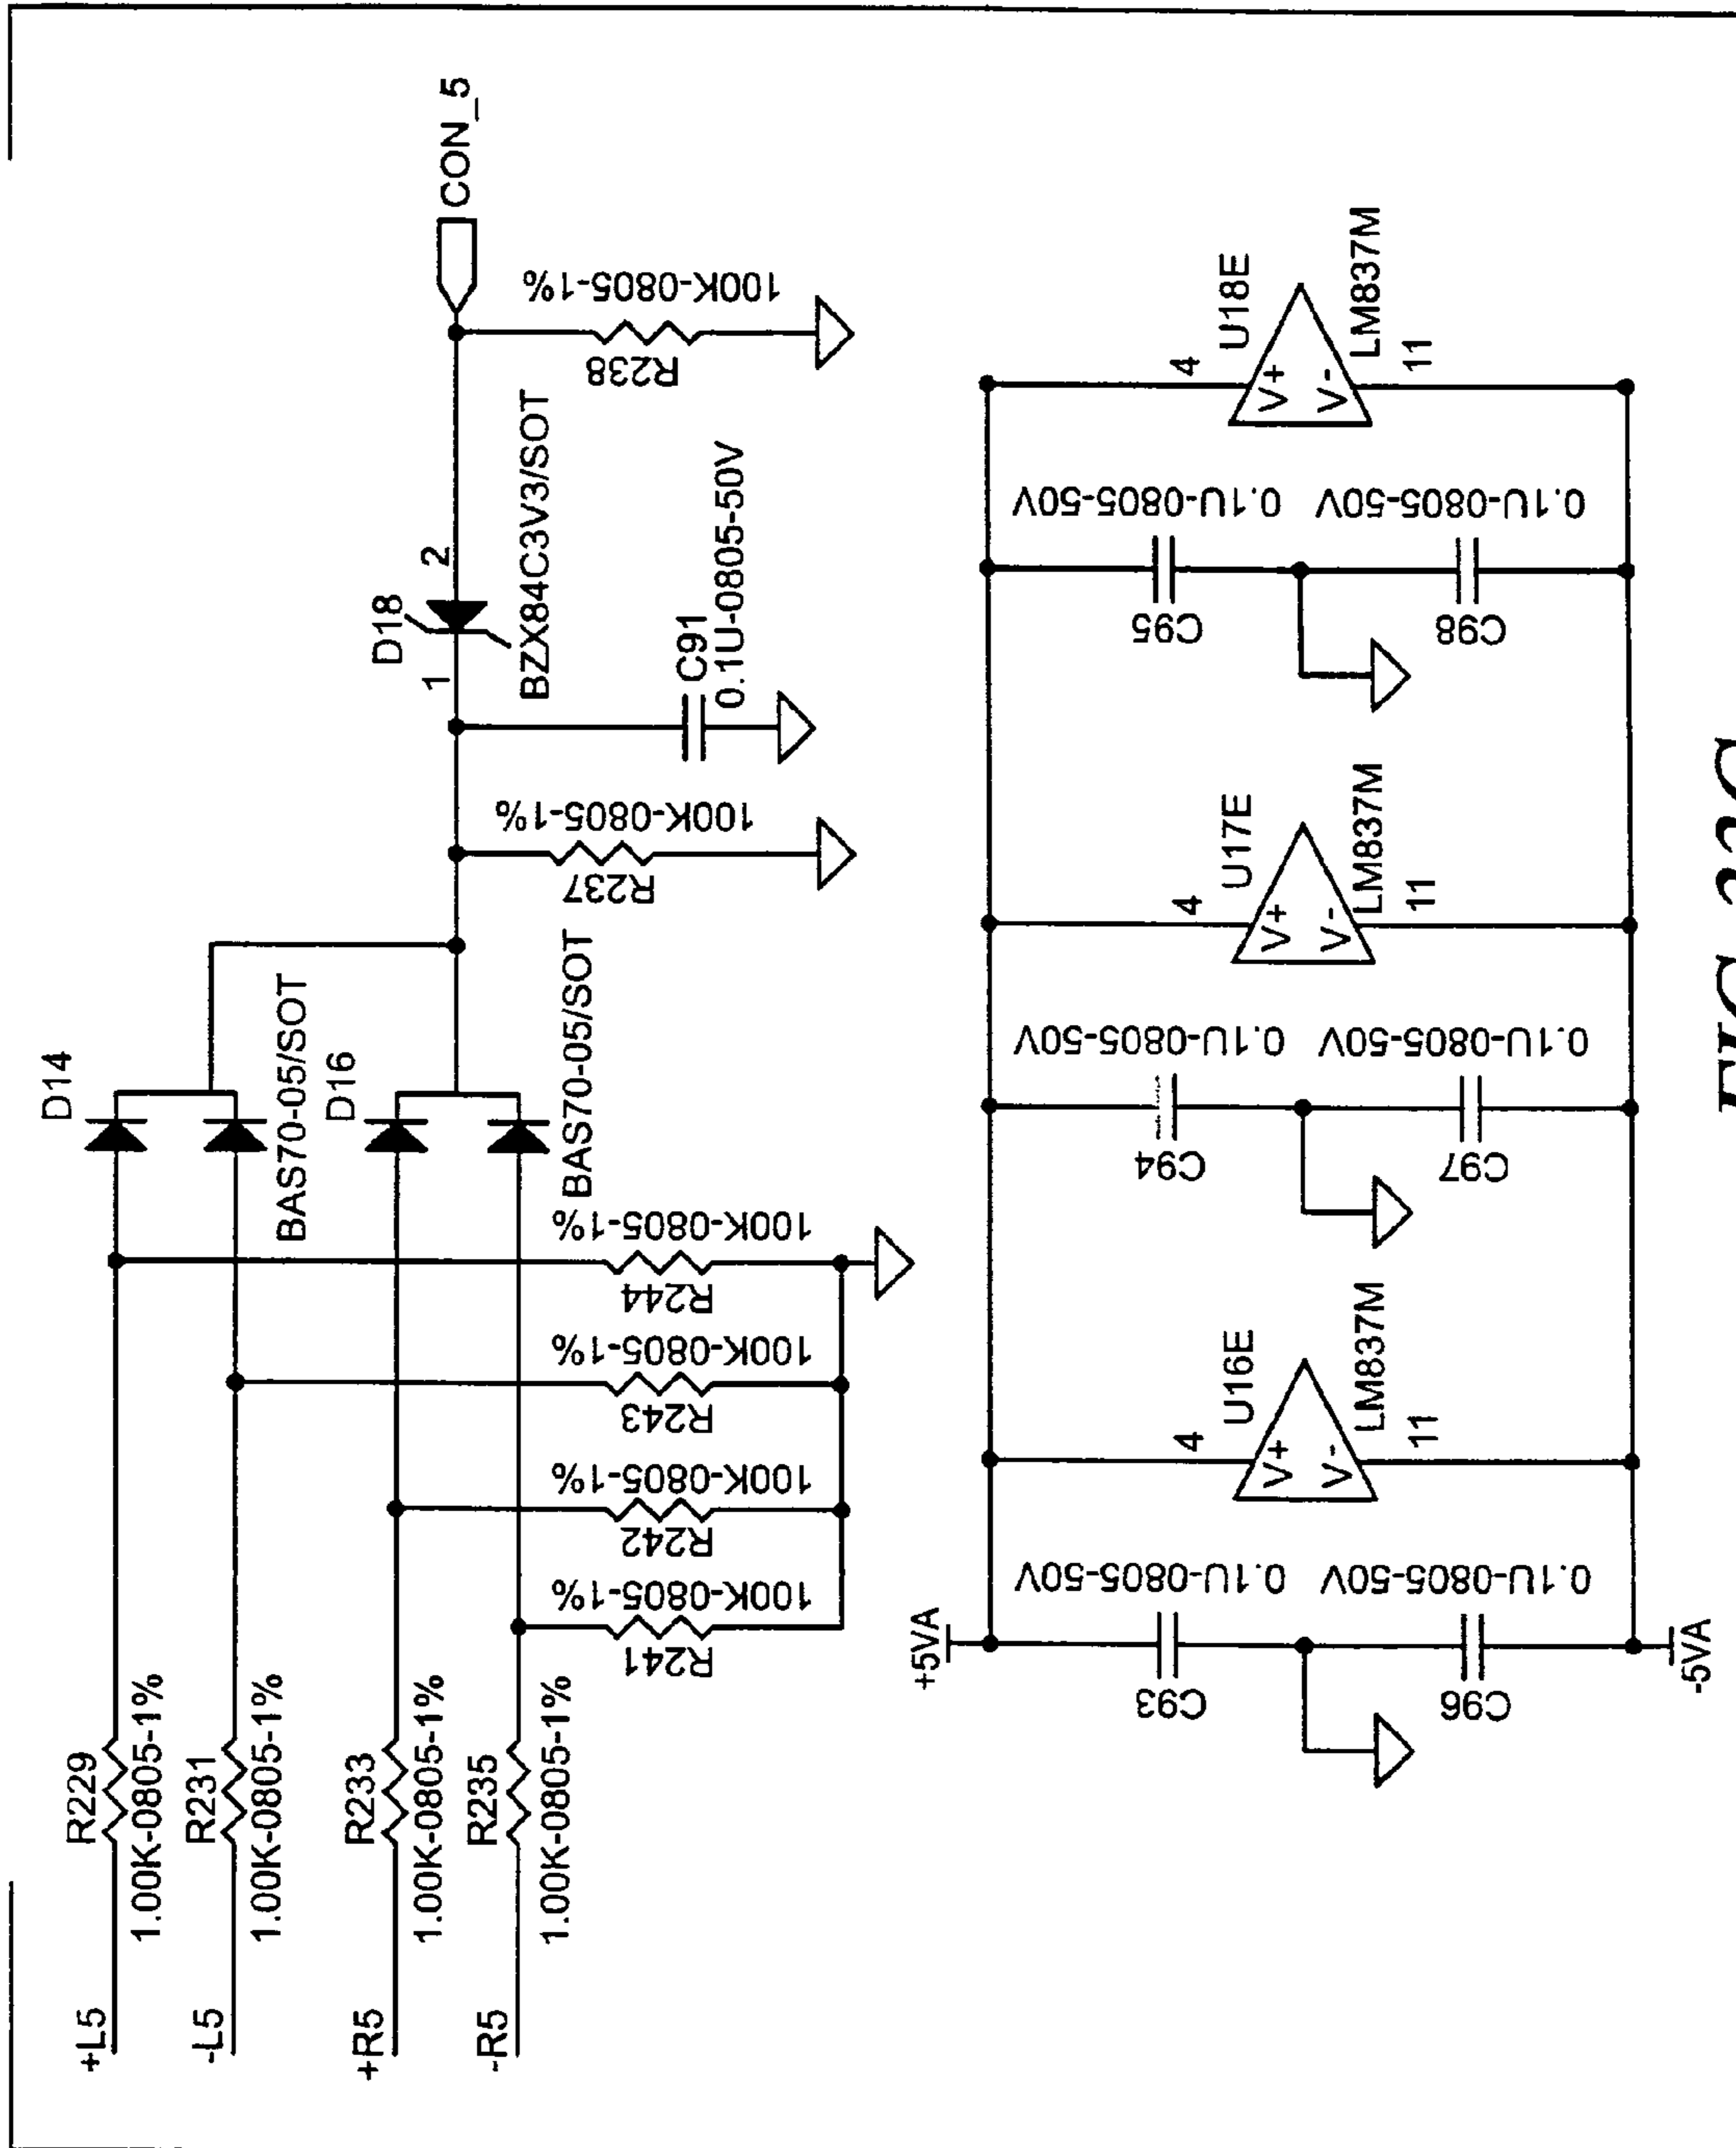 +L5
R229
1.00K-0805-1%
-L5
R231
1.00K-0805-1%
+R5
R233
1.00K-0805-1%
-R5
R235
1.00K-0805-1%
R241
100K-0805-1%
R242
100K-0805-1%
R243
100K-0805-1%
R244
100K-0805-1%
D14
BAS70-05/SOT
D16
BAS70-05/SOT
R237
100K-0805-1%
C91
0.1U-0805-50V
D18
1
2
BZX84C3V3/SOT
R238
100K-0805-1%
CON_5
+5VA
-5VA
C93
0.1U-0805-50V
C96
0.1U-0805-50V
U16E
4
V+
V-
11
LM837M
C94
0.1U-0805-50V
C97
0.1U-0805-50V
U17E
4
V+
V-
11
LM837M
C95
0.1U-0805-50V
C98
0.1U-0805-50V
U18E
4
V+
V-
11
LM837M